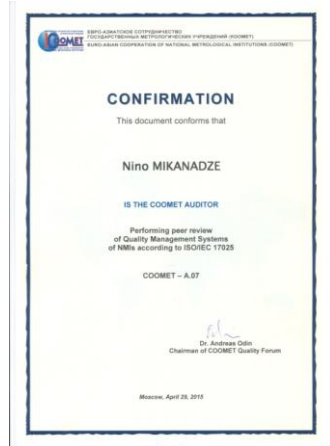 COOMET
ЕВРО-АЗИАТСКОЕ СОТРУДНИЧЕСТВО
ГОСУДАРСТВЕННЫХ МЕТРОЛОГИЧЕСКИХ УЧРЕЖДЕНИЙ (КООМЕТ)
EURO-ASIAN COOPERATION OF NATIONAL METROLOGICAL INSTITUTIONS (COOMET)
CONFIRMATION
This document conforms that
Nino MIKANADZE
IS THE COOMET AUDITOR
Performing peer review
of Quality Management Systems
of NMIs according to ISO/IEC 17025
COOMET – A.07
Dr. Andreas Odin
Chairman of COOMET Quality Forum
Moscow, April 29, 2015